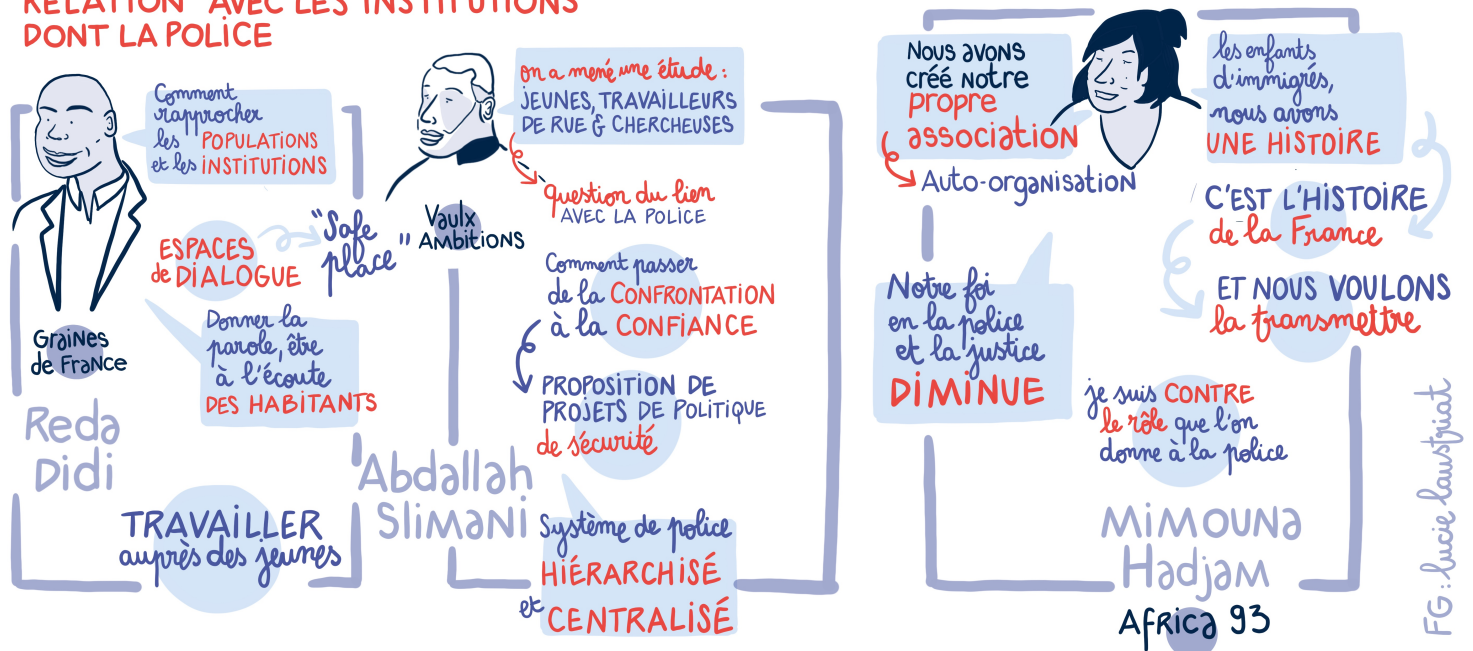 RELATION AVEC LES INSTITUTIONS
DONT LA POLICE
Comment
rapprocher
les POPULATIONS
et les INSTITUTIONS
ESPACES
de DIALOGUE
"Safe
place"
Donner la
parole, être
à l'écoute
DES HABITANTS
Graines
de France
Reda
Didi
TRAVAILLER
auprès des jeunes
on a mené une étude :
JEUNES, TRAVAILLEURS
DE RUE & CHERCHEUSES
question du lien
AVEC LA POLICE
Vaulx
Ambitions
Comment passer
de la CONFRONTATION
à la CONFIANCE
PROPOSITION DE
PROJETS DE POLITIQUE
de sécurité
Abdallah
Slimani
Système de police
HIÉRARCHISÉ
et CENTRALISÉ
Nous avons
créé notre
propre
association
Auto-organisation
les enfants
d'immigrés,
nous avons
UNE HISTOIRE
C'EST L'HISTOIRE
de la France
ET NOUS VOULONS
la transmettre
Notre foi
en la police
et la justice
DIMINUE
je suis CONTRE
le rôle que l'on
donne à la police
Mimouna
Hadjam
Africa 93
FG : lucie laustriat